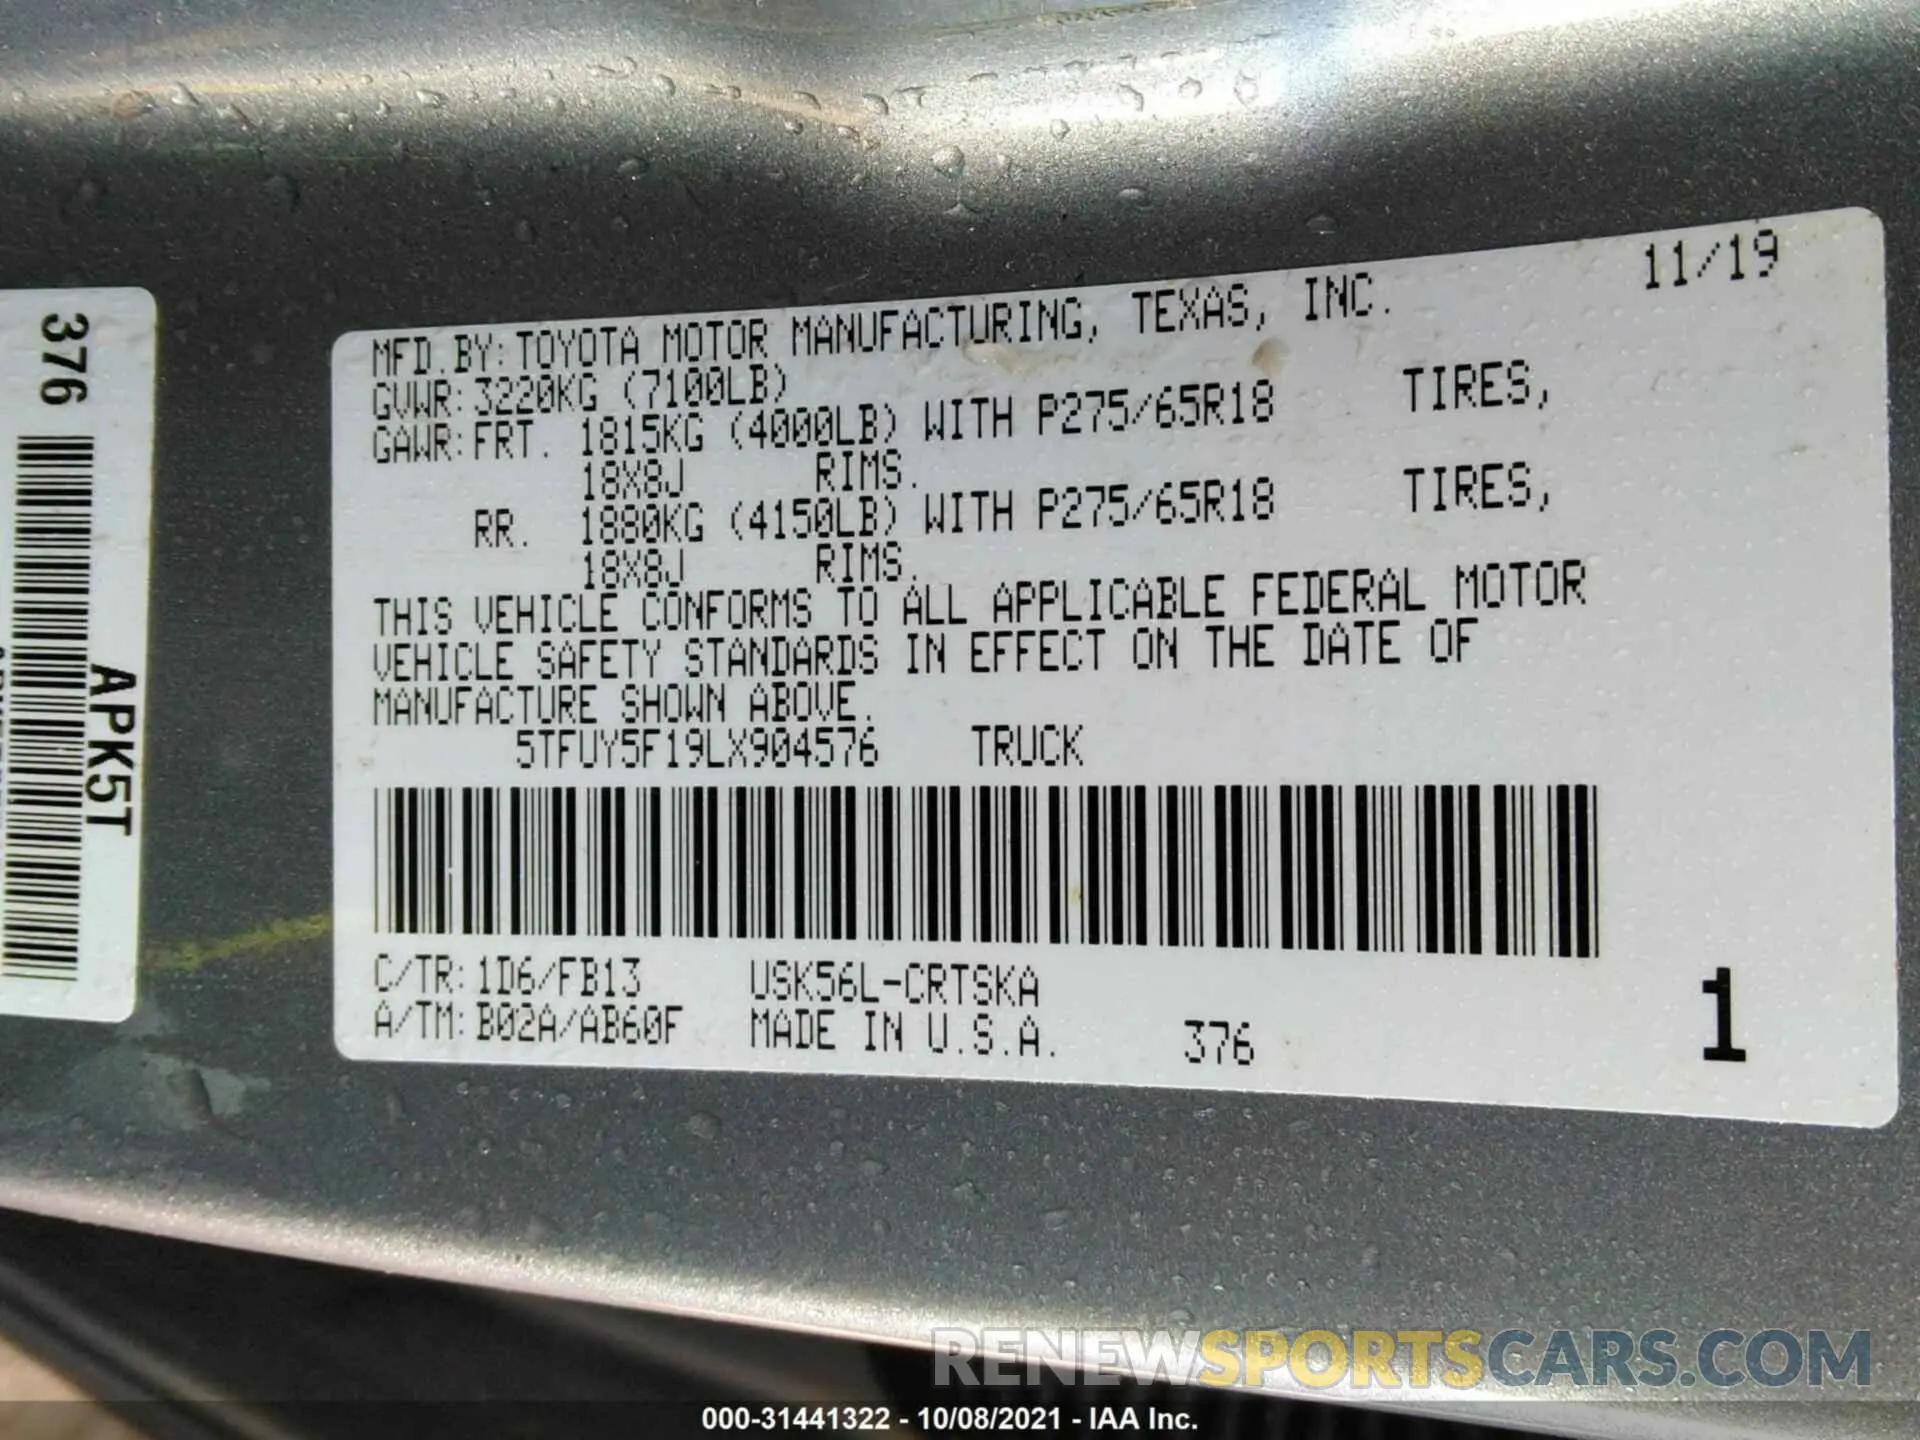 376
APK5T
11/19
MFD.BY: TOYOTA MOTOR MANUFACTURING, TEXAS, INC.
GVWR: 3220KG (7100LB)
GAWR: FRT. 1815KG (4000LB) WITH P275/65R18 TIRES,
18X8J RIMS.
RR. 1880KG (4150LB) WITH P275/65R18 TIRES,
18X8J RIMS.
THIS VEHICLE CONFORMS TO ALL APPLICABLE FEDERAL MOTOR
VEHICLE SAFETY STANDARDS IN EFFECT ON THE DATE OF
MANUFACTURE SHOWN ABOVE.
5TFUY5F19LX904576 TRUCK
C/TR: 1D6/FB13 USK56L-CRTSKA
A/TM: B02A/AB60F MADE IN U.S.A. 376
1
RENEWSPORTSCARS.COM
000-31441322 - 10/08/2021 - IAA Inc.